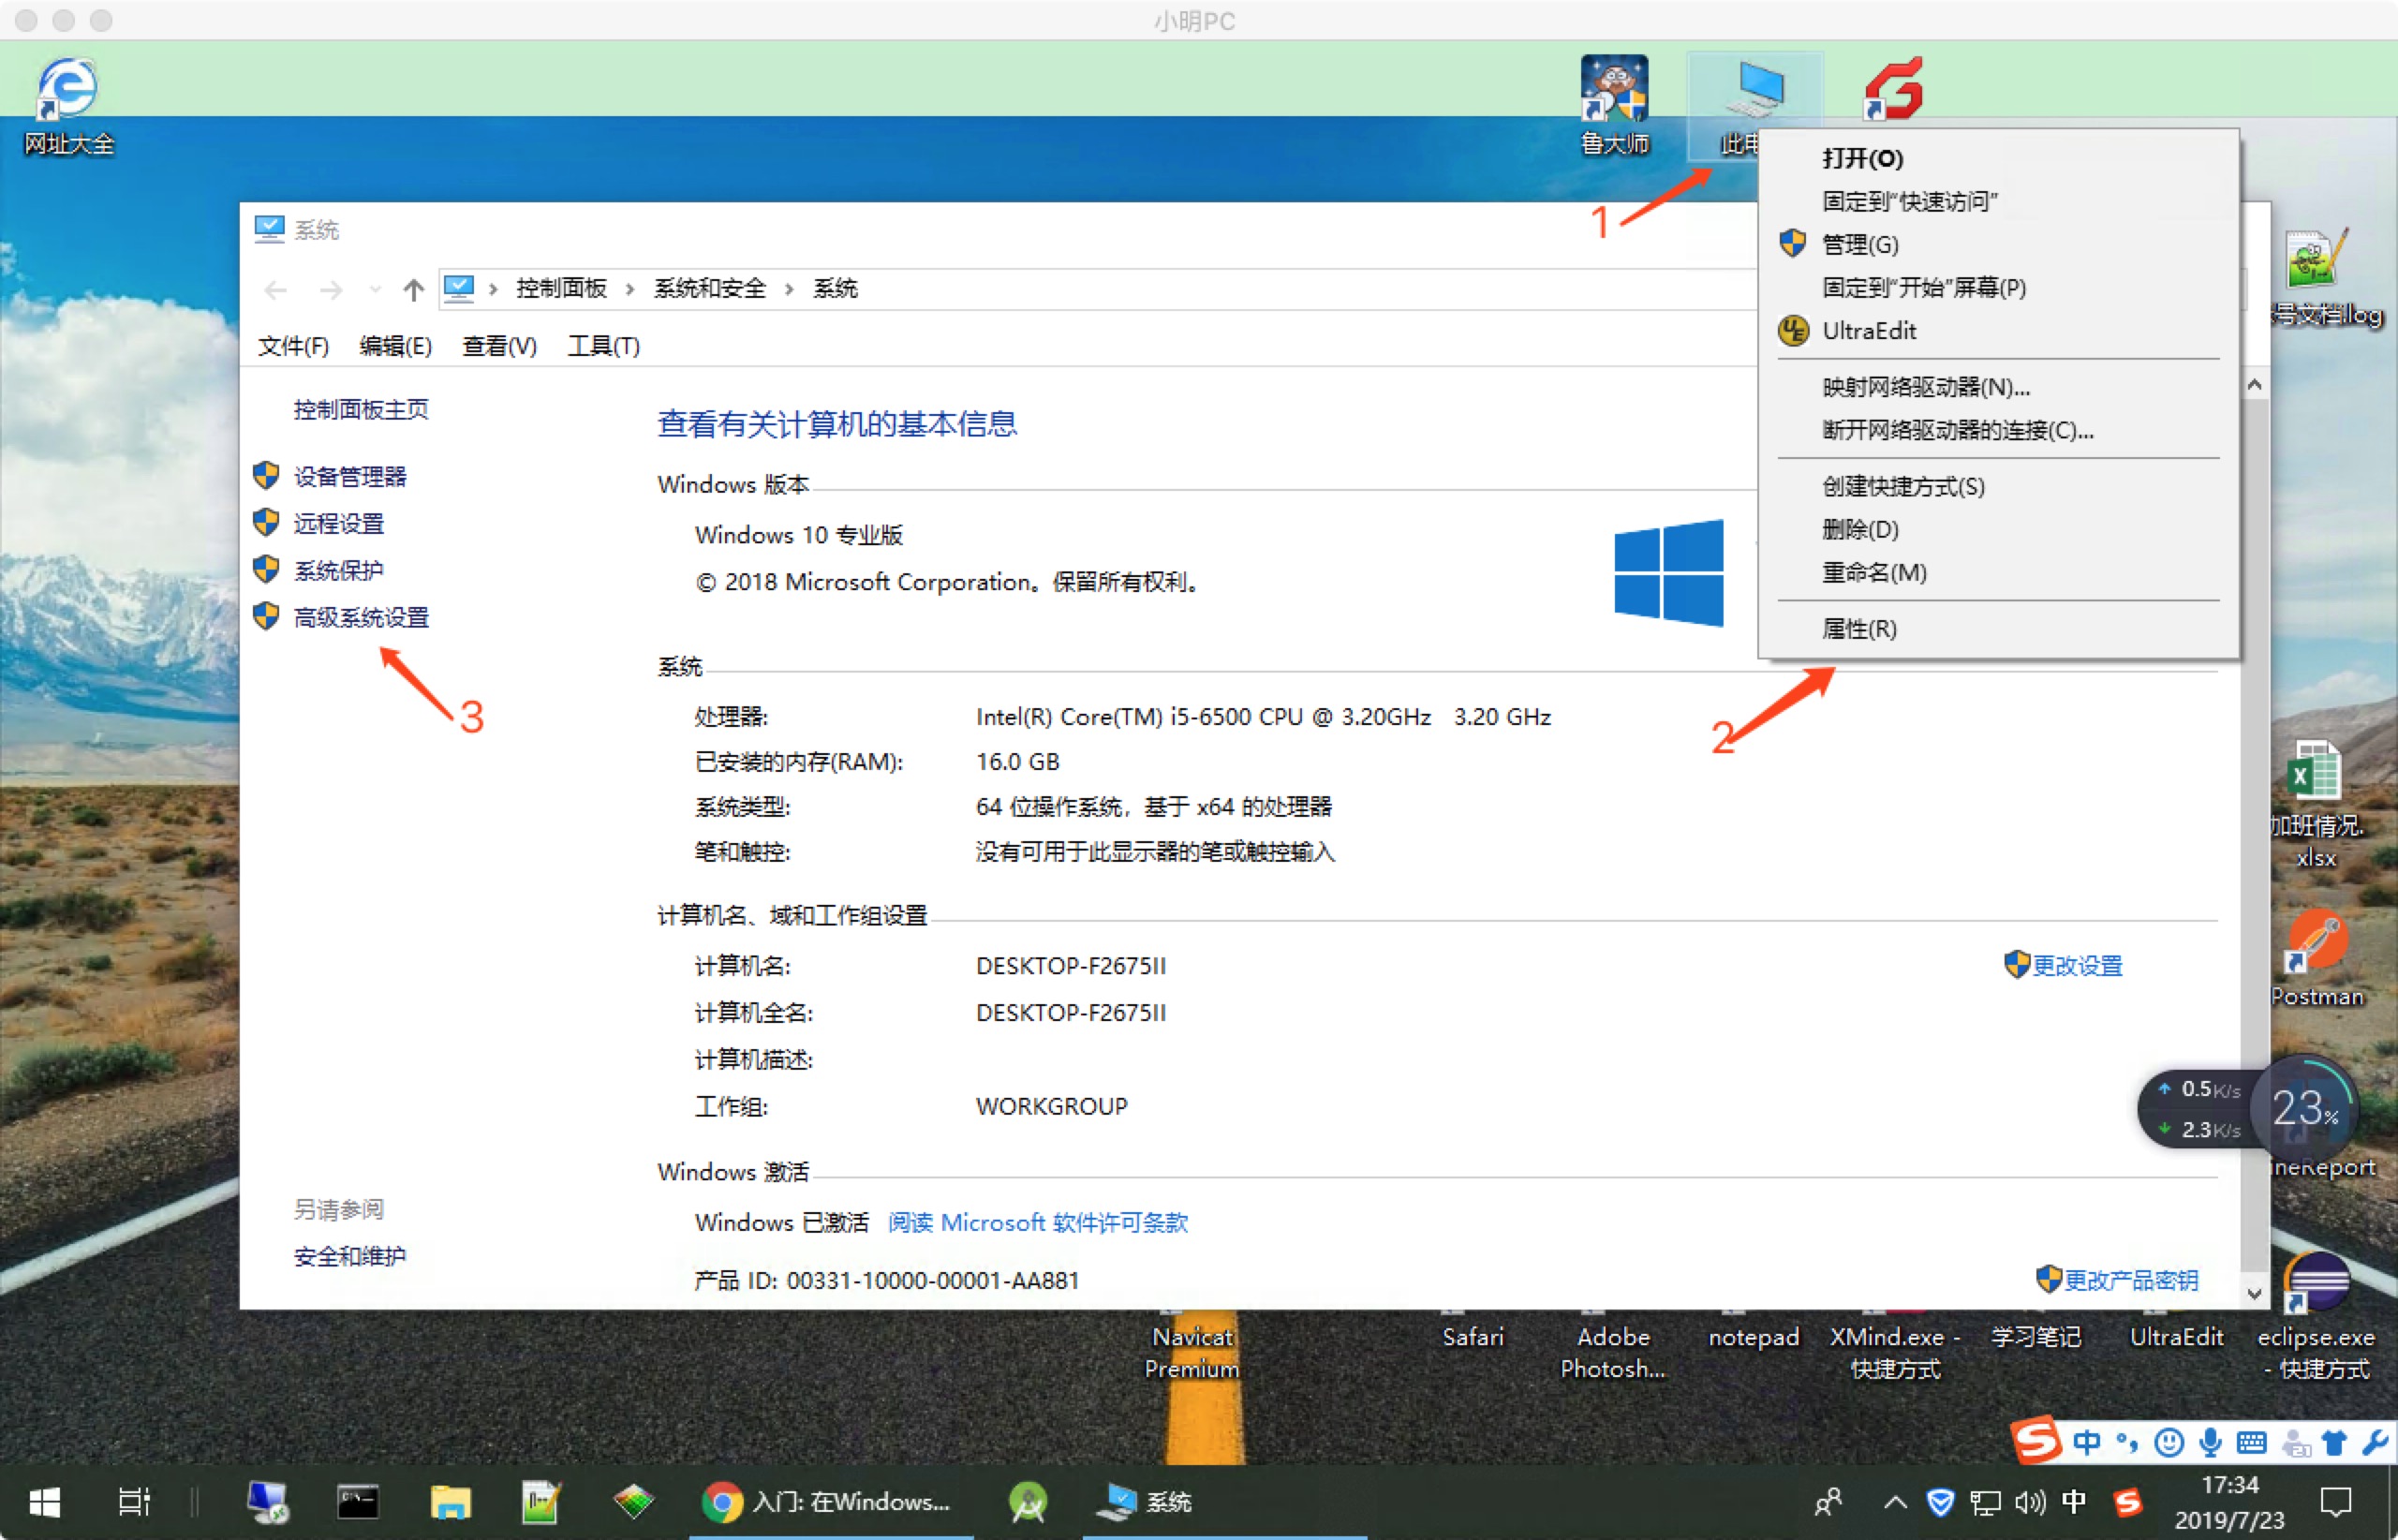 小明PC
网址大全
鲁大师
此电
1
打开(O)
固定到“快速访问”
管理(G)
固定到“开始”屏幕(P)
UltraEdit
映射网络驱动器(N)...
断开网络驱动器的连接(C)...
创建快捷方式(S)
删除(D)
重命名(M)
属性(R)
2
系统
控制面板 › 系统和安全 › 系统
文件(F) 编辑(E) 查看(V) 工具(T)
控制面板主页
设备管理器
远程设置
系统保护
高级系统设置
3
另请参阅
安全和维护
查看有关计算机的基本信息
Windows 版本
Windows 10 专业版
© 2018 Microsoft Corporation。保留所有权利。
系统
处理器: Intel(R) Core(TM) i5-6500 CPU @ 3.20GHz 3.20 GHz
已安装的内存(RAM): 16.0 GB
系统类型: 64 位操作系统，基于 x64 的处理器
笔和触控: 没有可用于此显示器的笔或触控输入
计算机名、域和工作组设置
计算机名: DESKTOP-F2675II 更改设置
计算机全名: DESKTOP-F2675II
计算机描述:
工作组: WORKGROUP
Windows 激活
Windows 已激活 阅读 Microsoft 软件许可条款
产品 ID: 00331-10000-00001-AA881 更改产品密钥
号文档.log
加班情况.
xlsx
Postman
0.5K/s
2.3K/s
23%
ineReport
Navicat
Premium
Safari
Adobe
Photosh...
notepad
XMind.exe -
快捷方式
学习笔记
UltraEdit
eclipse.exe
- 快捷方式
中
入门: 在Windows...
系统
中
17:34
2019/7/23